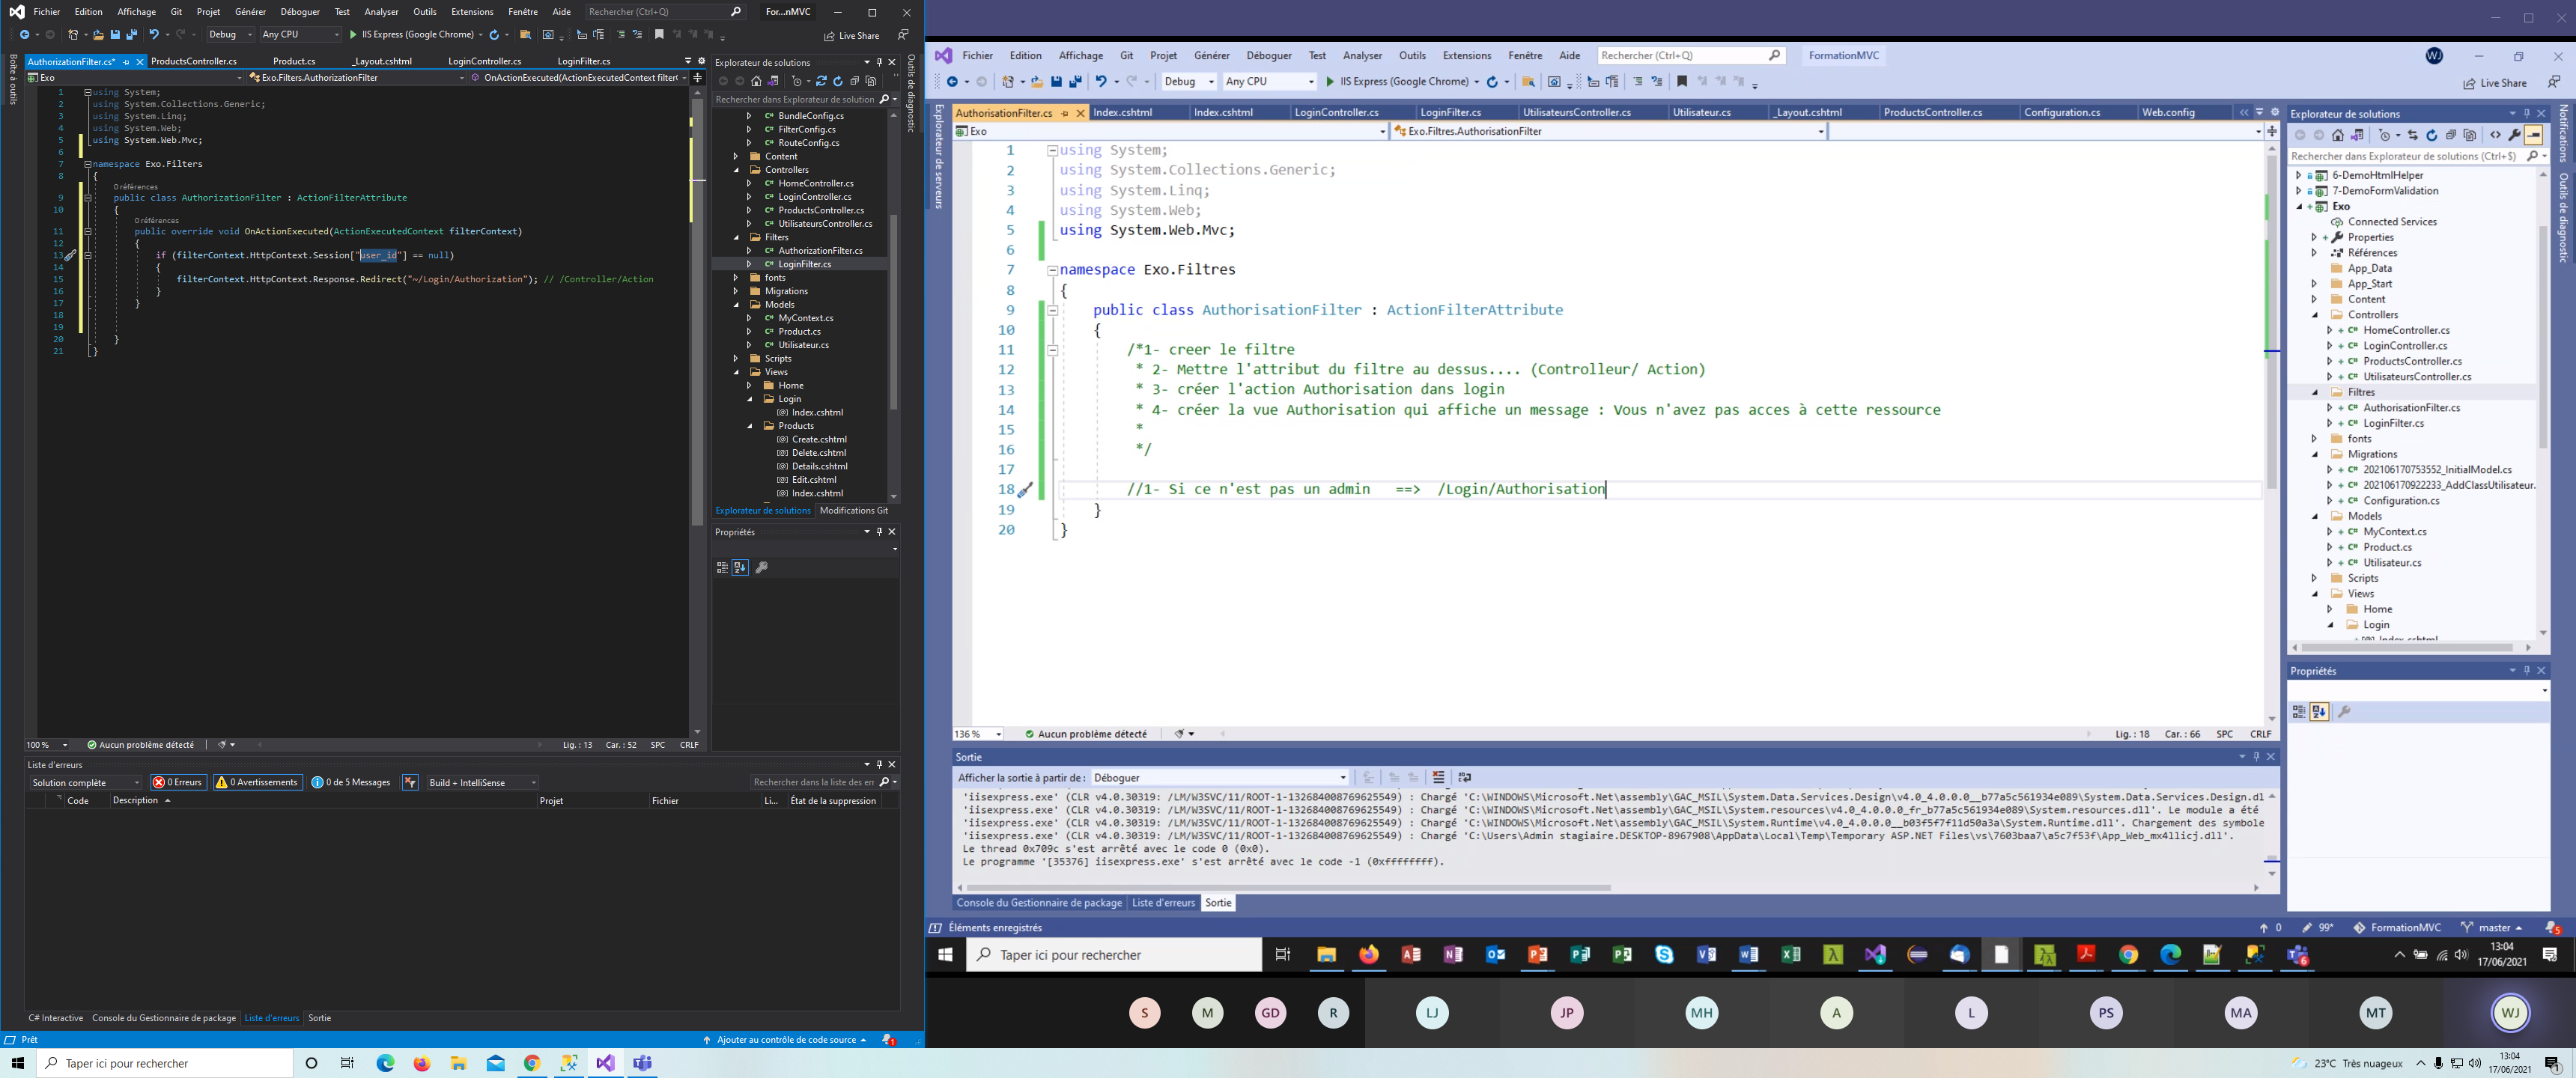 Fichier Edition Affichage Git Projet Générer Déboguer Test Analyser Outils Extensions Fenêtre Aide Rechercher (Ctrl+Q) For...nMVC
Debug Any CPU IIS Express (Google Chrome) Live Share
AuthorizationFilter.cs* ProductsController.cs Product.cs _Layout.cshtml LoginController.cs LoginFilter.cs
Exo Exo.Filters.AuthorizationFilter OnActionExecuted(ActionExecutedContext filterC
Boîte à outils
1 using System;
2 using System.Collections.Generic;
3 using System.Linq;
4 using System.Web;
5 using System.Web.Mvc;
6
7 namespace Exo.Filters
8 {
0 références
9 public class AuthorizationFilter : ActionFilterAttribute
10 {
0 références
11 public override void OnActionExecuted(ActionExecutedContext filterContext)
12 {
13 if (filterContext.HttpContext.Session["user_id"] == null)
14 {
15 filterContext.HttpContext.Response.Redirect("~/Login/Authorization"); // /Controller/Action
16 }
17 }
18
19
20 }
21 }
100 % Aucun problème détecté Lig. : 13 Car. : 52 SPC CRLF
Explorateur de solutions
Rechercher dans Explorateur de solution
BundleConfig.cs
FilterConfig.cs
RouteConfig.cs
Content
Controllers
HomeController.cs
LoginController.cs
ProductsController.cs
UtilisateursController.cs
Filters
AuthorizationFilter.cs
LoginFilter.cs
fonts
Migrations
Models
MyContext.cs
Product.cs
Utilisateur.cs
Scripts
Views
Home
Login
Index.cshtml
Products
Create.cshtml
Delete.cshtml
Details.cshtml
Edit.cshtml
Index.cshtml
Explorateur de solutions Modifications Git
Propriétés
Outils de diagnostic
Liste d'erreurs
Solution complète 0 Erreurs 0 Avertissements 0 de 5 Messages Build + IntelliSense Rechercher dans la liste des err
Code Description Projet Fichier Li... État de la suppression
C# Interactive Console du Gestionnaire de package Liste d'erreurs Sortie
Prêt Ajouter au contrôle de code source 1
Taper ici pour rechercher
Fichier Edition Affichage Git Projet Générer Déboguer Test Analyser Outils Extensions Fenêtre Aide Rechercher (Ctrl+Q) FormationMVC WJ
Debug Any CPU IIS Express (Google Chrome) Live Share
AuthorisationFilter.cs Index.cshtml Index.cshtml LoginController.cs LoginFilter.cs UtilisateursController.cs Utilisateur.cs _Layout.cshtml ProductsController.cs Configuration.cs Web.config
Exo Exo.Filtres.AuthorisationFilter
Explorateur de serveurs
1 using System;
2 using System.Collections.Generic;
3 using System.Linq;
4 using System.Web;
5 using System.Web.Mvc;
6
7 namespace Exo.Filtres
8 {
9 public class AuthorisationFilter : ActionFilterAttribute
10 {
11 /*1- creer le filtre
12 * 2- Mettre l'attribut du filtre au dessus.... (Controlleur/ Action)
13 * 3- créer l'action Authorisation dans login
14 * 4- créer la vue Authorisation qui affiche un message : Vous n'avez pas acces à cette ressource
15 *
16 */
17
18 //1- Si ce n'est pas un admin ==> /Login/Authorisation
19 }
20 }
136 % Aucun problème détecté Lig. : 18 Car. : 66 SPC CRLF
Explorateur de solutions
Rechercher dans Explorateur de solutions (Ctrl+$)
6-DemoHtmlHelper
7-DemoFormValidation
Exo
Connected Services
Properties
Références
App_Data
App_Start
Content
Controllers
HomeController.cs
LoginController.cs
ProductsController.cs
UtilisateursController.cs
Filtres
AuthorisationFilter.cs
LoginFilter.cs
fonts
Migrations
202106170753552_InitialModel.cs
202106170922233_AddClassUtilisateur.
Configuration.cs
Models
MyContext.cs
Product.cs
Utilisateur.cs
Scripts
Views
Home
Login
Index.cshtml
Propriétés
Notifications
Outils de diagnostic
Sortie
Afficher la sortie à partir de : Déboguer
'iisexpress.exe' (CLR v4.0.30319: /LM/W3SVC/11/ROOT-1-132684008769625549) : Chargé 'C:\WINDOWS\Microsoft.Net\assembly\GAC_MSIL\System.Data.Services.Design\v4.0_4.0.0.0__b77a5c561934e089\System.Data.Services.Design.dl
'iisexpress.exe' (CLR v4.0.30319: /LM/W3SVC/11/ROOT-1-132684008769625549) : Chargé 'C:\WINDOWS\Microsoft.Net\assembly\GAC_MSIL\System.resources\v4.0_4.0.0.0_fr_b77a5c561934e089\System.resources.dll'. Le module a été
'iisexpress.exe' (CLR v4.0.30319: /LM/W3SVC/11/ROOT-1-132684008769625549) : Chargé 'C:\WINDOWS\Microsoft.Net\assembly\GAC_MSIL\System.Runtime\v4.0_4.0.0.0__b03f5f7f11d50a3a\System.Runtime.dll'. Chargement des symbole
'iisexpress.exe' (CLR v4.0.30319: /LM/W3SVC/11/ROOT-1-132684008769625549) : Chargé 'C:\Users\Admin stagiaire.DESKTOP-8967908\AppData\Local\Temp\Temporary ASP.NET Files\vs\7603baa7\a5c7f53f\App_Web_mx4llicj.dll'.
Le thread 0x709c s'est arrêté avec le code 0 (0x0).
Le programme '[35376] iisexpress.exe' s'est arrêté avec le code -1 (0xffffffff).
Console du Gestionnaire de package Liste d'erreurs Sortie
Éléments enregistrés 0 99* FormationMVC master 5
Taper ici pour rechercher 6 13:04 17/06/2021
S M GD R LJ JP MH A L PS MA MT WJ
23°C Très nuageux 13:04 17/06/2021 1